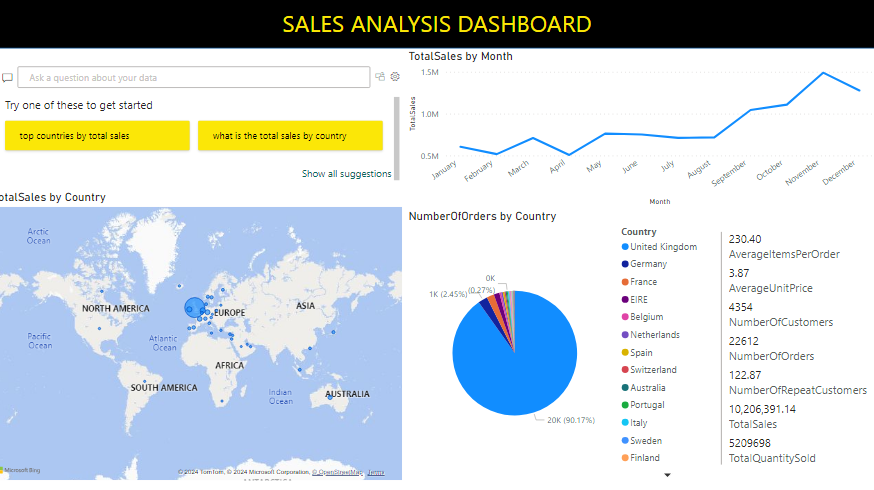 SALES ANALYSIS DASHBOARD
Ask a question about your data
Try one of these to get started
top countries by total sales
what is the total sales by country
Show all suggestions
TotalSales by Month
TotalSales
1.5M
1.0M
0.5M
January
February
March
April
May
June
July
August
September
October
November
December
Month
otalSales by Country
Arctic
Ocean
NORTH AMERICA
EUROPE
ASIA
Pacific
Ocean
Atlantic
Ocean
AFRICA
SOUTH AMERICA
Indian
Ocean
AUSTRALIA
Microsoft Bing
© 2024 TomTom, © 2024 Microsoft Corporation, © OpenStreetMap Terms
NumberOfOrders by Country
0K
(0.27%)
1K (2.45%)
20K (90.17%)
Country
United Kingdom
Germany
France
EIRE
Belgium
Netherlands
Spain
Switzerland
Australia
Portugal
Italy
Sweden
Finland
230.40
AverageItemsPerOrder
3.87
AverageUnitPrice
4354
NumberOfCustomers
22612
NumberOfOrders
122.87
NumberOfRepeatCustomers
10,206,391.14
TotalSales
5209698
TotalQuantitySold